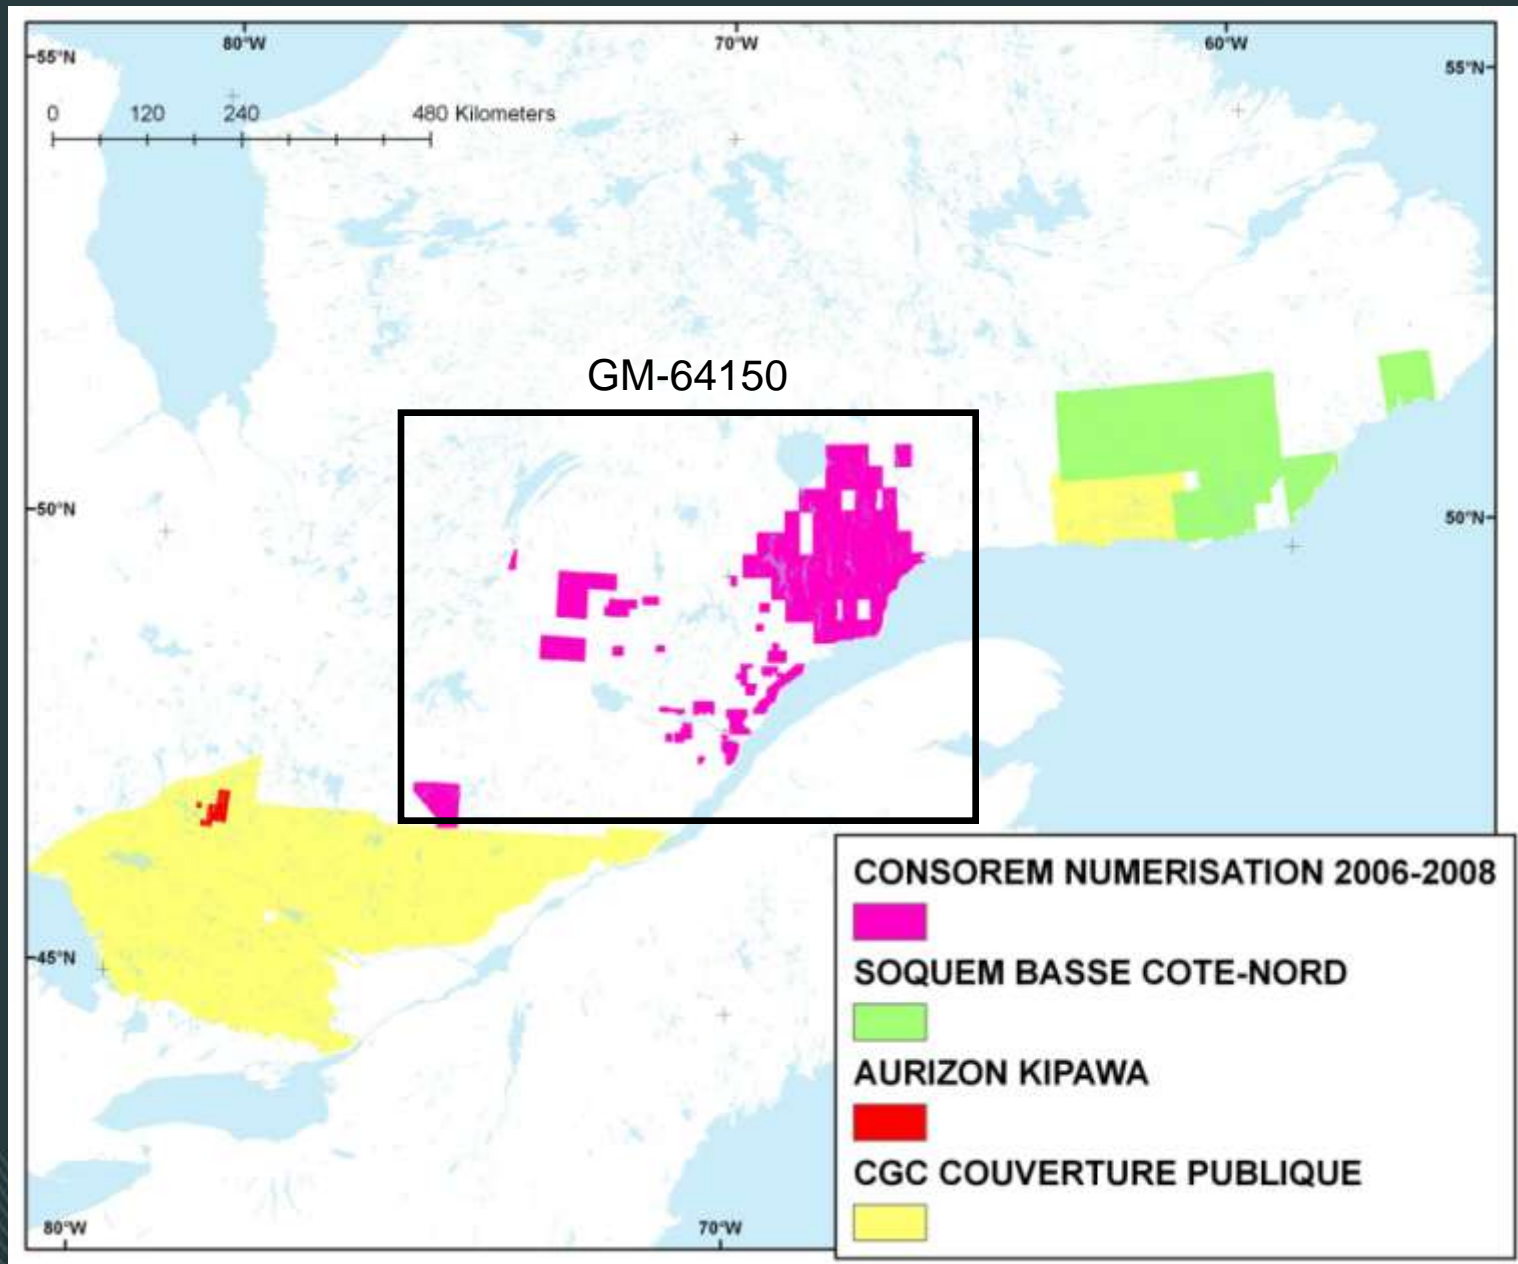 80°W 70°W 60°W
55°N 55°N
0 120 240 480 Kilometers
GM-64150
50°N 50°N
45°N
CONSOREM NUMERISATION 2006-2008
SOQUEM BASSE COTE-NORD
AURIZON KIPAWA
CGC COUVERTURE PUBLIQUE
80°W 70°W